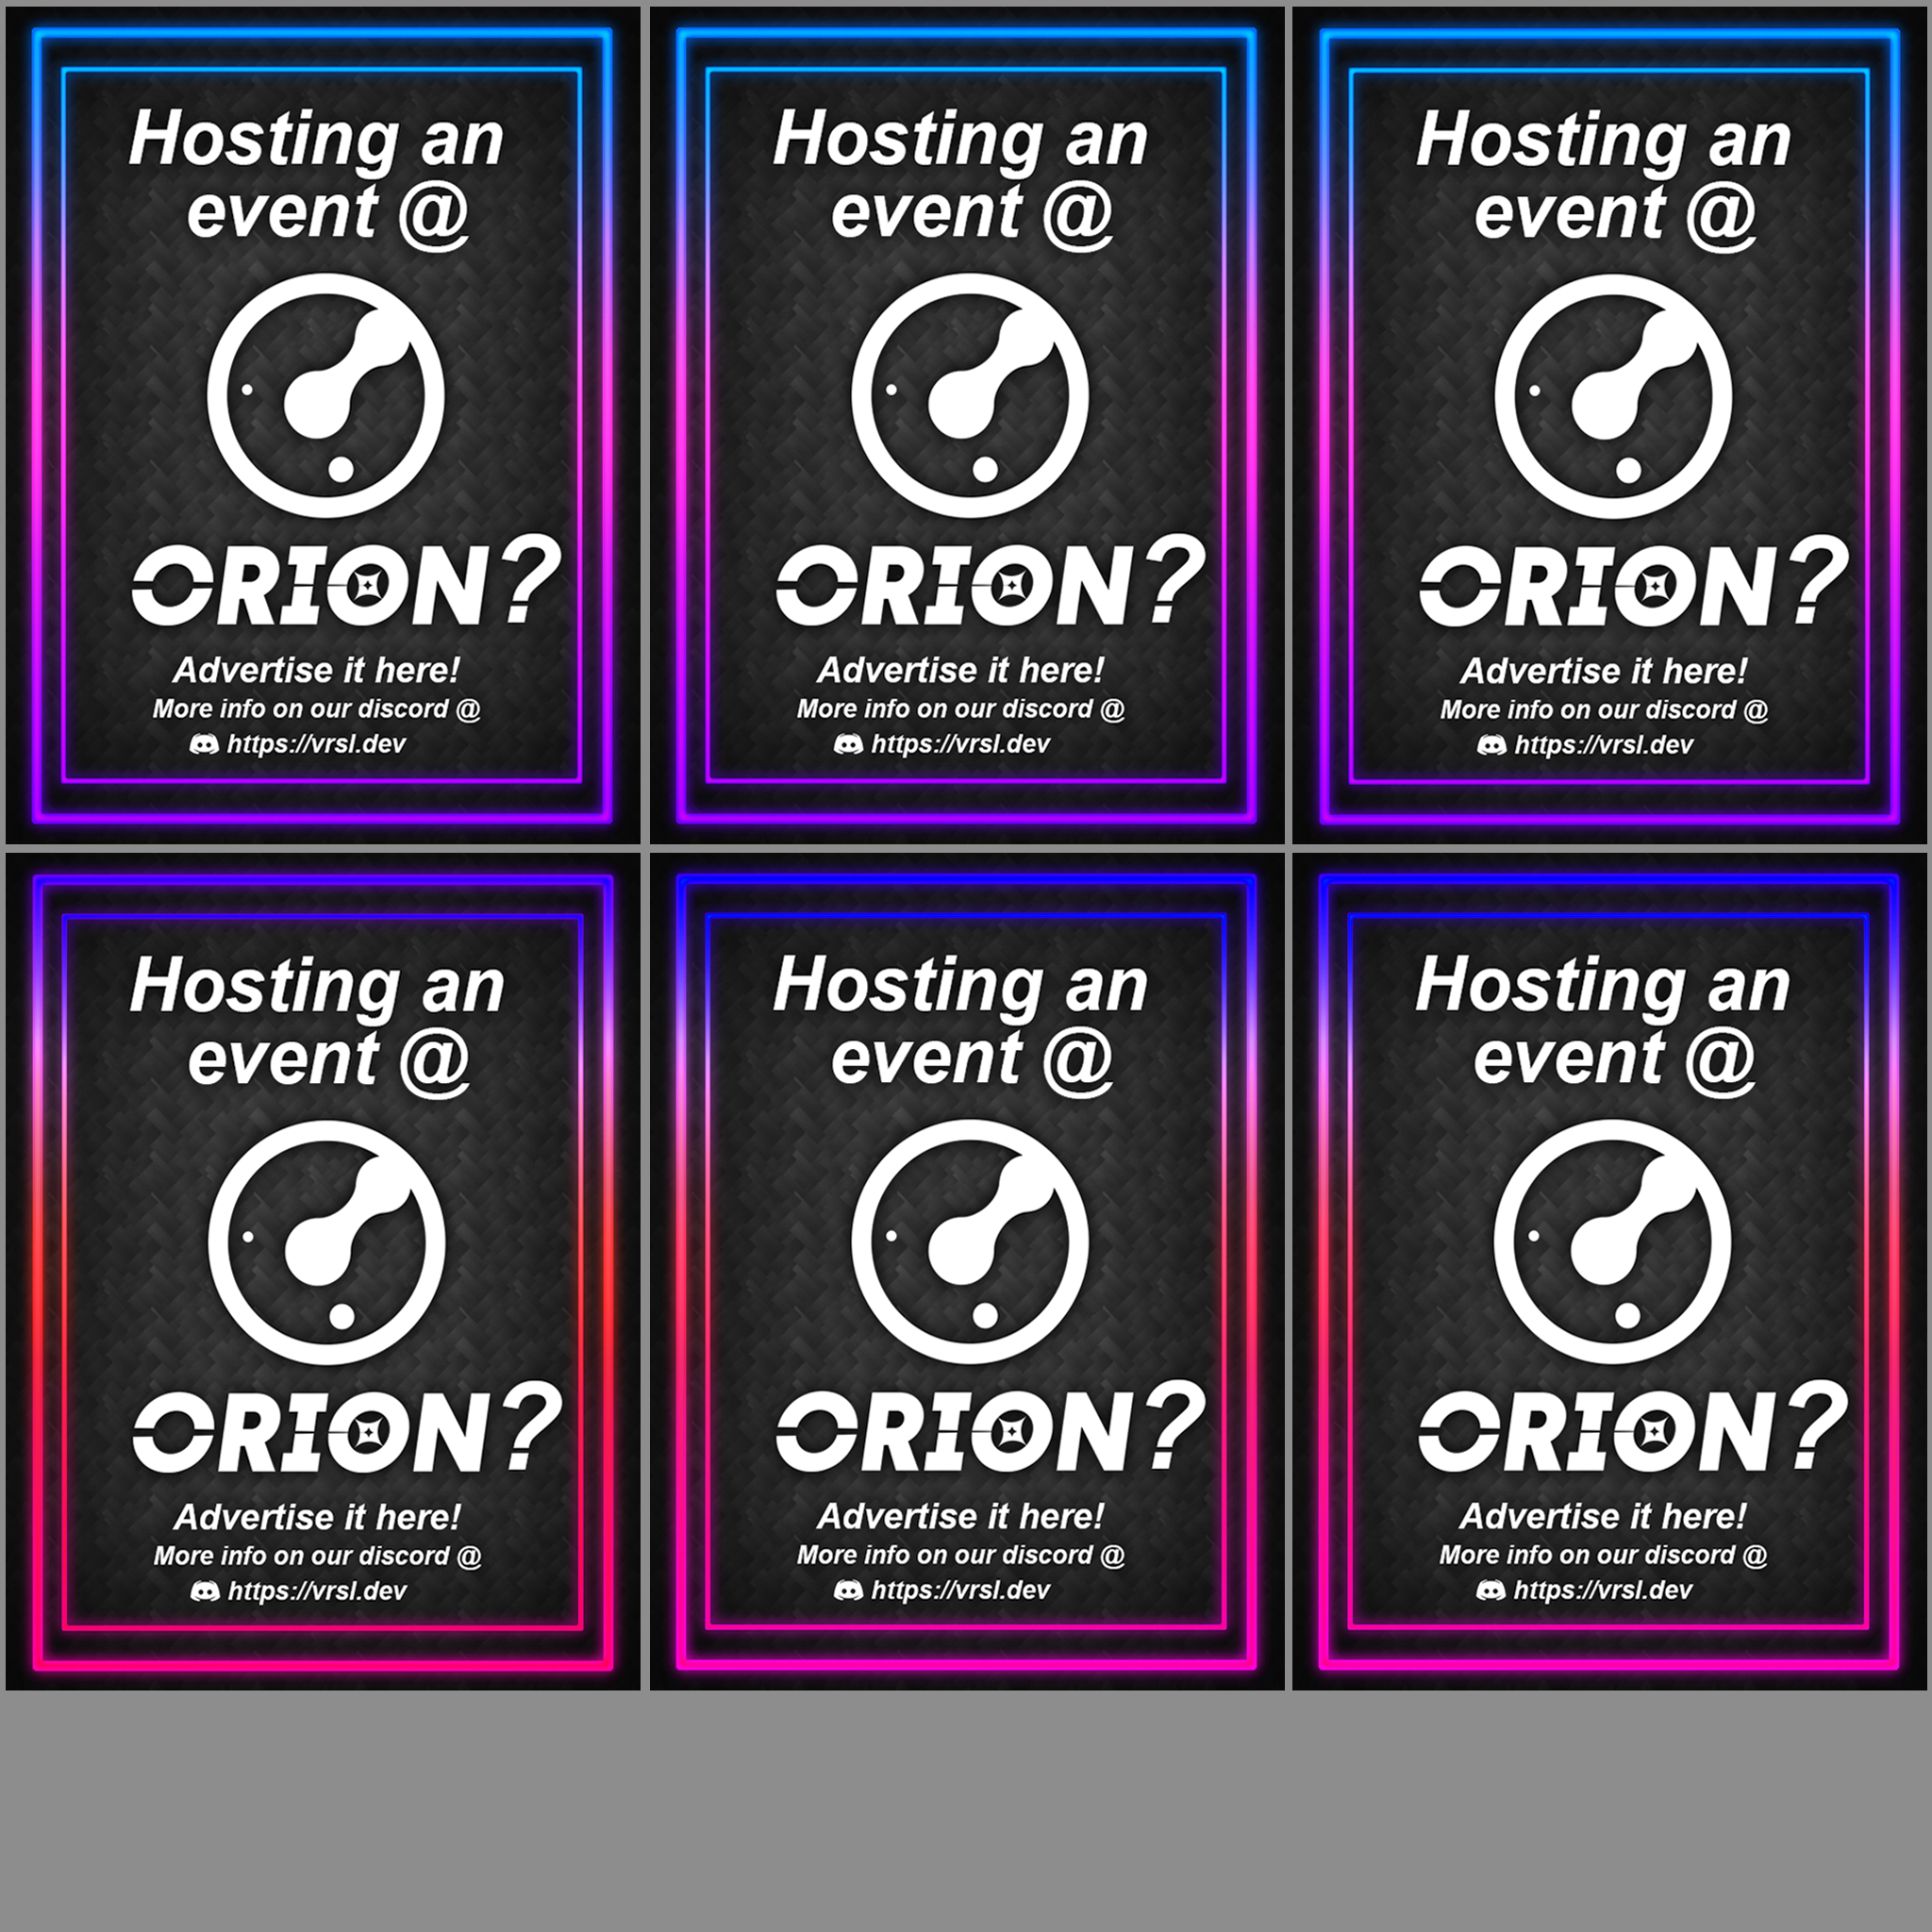 Hosting an
event @
ORION?
Advertise it here!
More info on our discord @
https://vrsl.dev
Hosting an
event @
ORION?
Advertise it here!
More info on our discord @
https://vrsl.dev
Hosting an
event @
ORION?
Advertise it here!
More info on our discord @
https://vrsl.dev
Hosting an
event @
ORION?
Advertise it here!
More info on our discord @
https://vrsl.dev
Hosting an
event @
ORION?
Advertise it here!
More info on our discord @
https://vrsl.dev
Hosting an
event @
ORION?
Advertise it here!
More info on our discord @
https://vrsl.dev